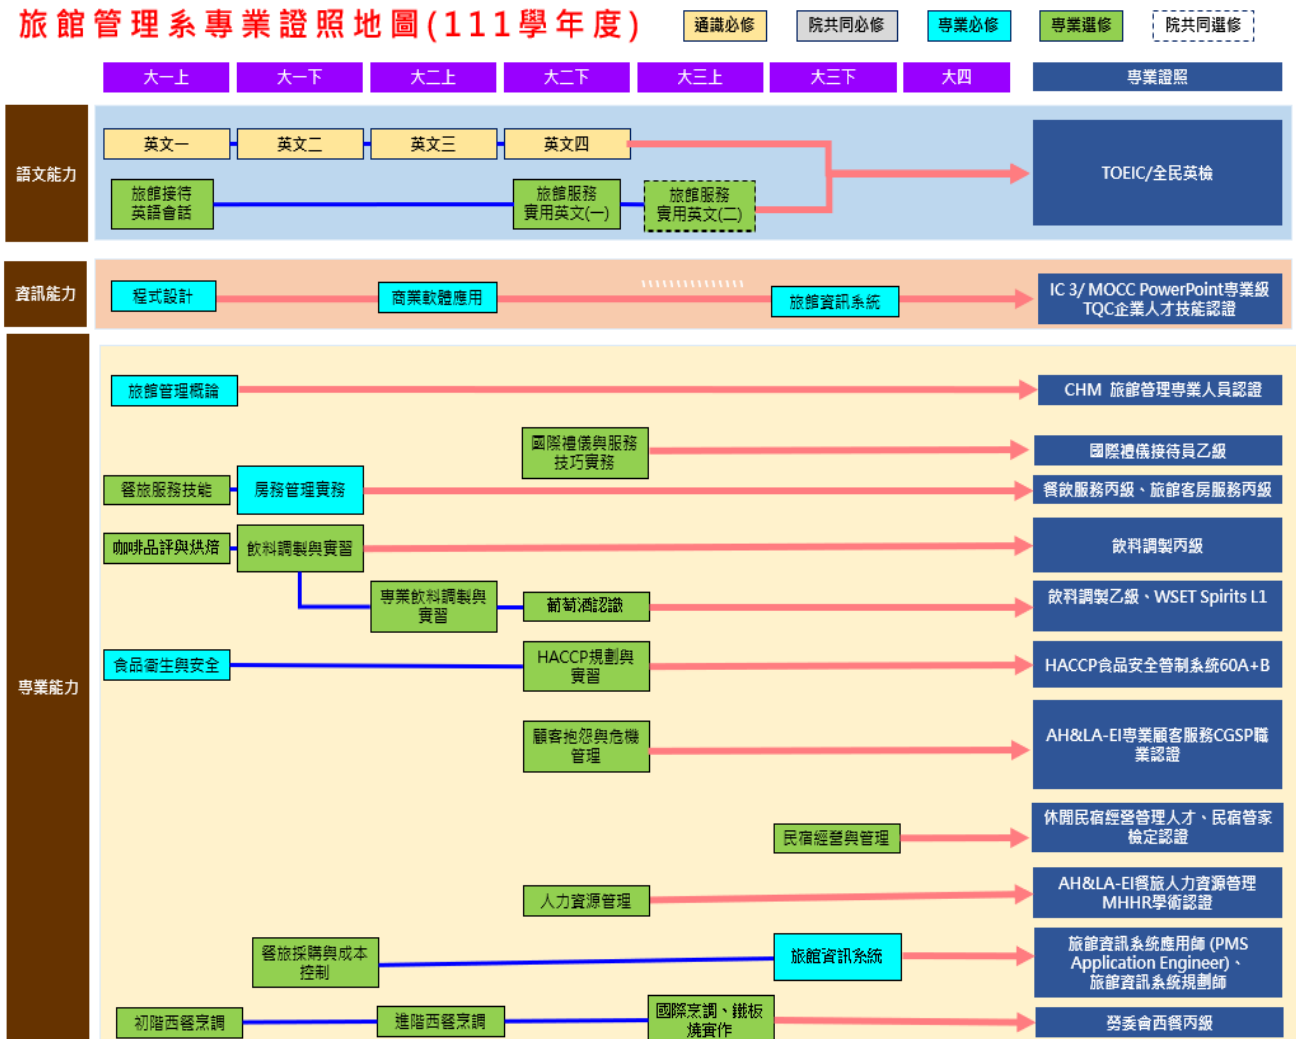 旅館管理系專業證照地圖(111學年度)
通識必修
院共同必修
專業必修
專業選修
院共同選修
大一上
大一下
大二上
大二下
大三上
大三下
大四
專業證照
語文能力
英文一
英文二
英文三
英文四
旅館接待
英語會話
旅館服務
實用英文(一)
旅館服務
實用英文(二)
TOEIC/全民英檢
資訊能力
程式設計
商業軟體應用
旅館資訊系統
IC 3/ MOCC PowerPoint專業級
TQC企業人才技能認證
專業能力
旅館管理概論
CHM 旅館管理專業人員認證
國際禮儀與服務
技巧實務
國際禮儀接待員乙級
餐旅服務技能
房務管理實務
餐飲服務丙級、旅館客房服務丙級
咖啡品評與烘焙
飲料調製與實習
飲料調製丙級
專業飲料調製與
實習
葡萄酒認識
飲料調製乙級、WSET Spirits L1
食品衛生與安全
HACCP規劃與
實習
HACCP食品安全管制系統60A+B
顧客抱怨與危機
管理
AH&LA-EI專業顧客服務CGSP職
業認證
民宿經營與管理
休閒民宿經營管理人才、民宿管家
檢定認證
人力資源管理
AH&LA-EI餐旅人力資源管理
MHHR學術認證
餐旅採購與成本
控制
旅館資訊系統
旅館資訊系統應用師 (PMS
Application Engineer)、
旅館資訊系統規劃師
初階西餐烹調
進階西餐烹調
國際烹調、鐵板
燒實作
勞委會西餐丙級